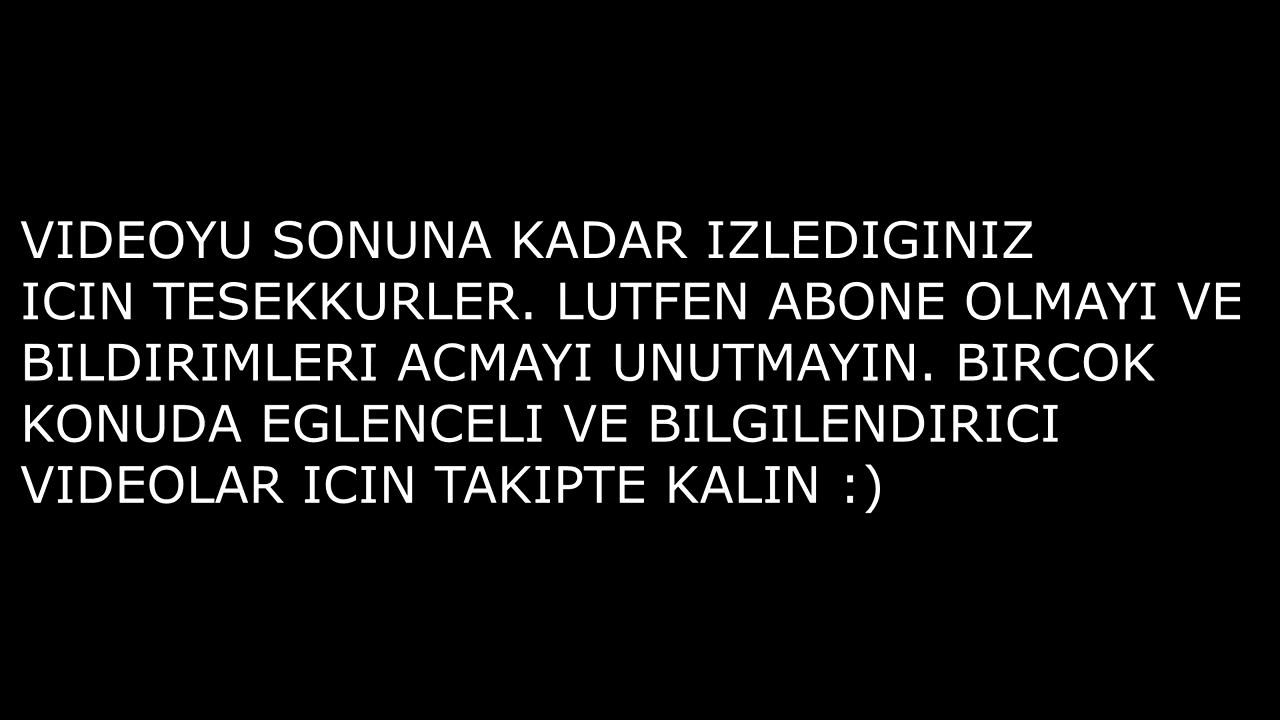 VIDEOYU SONUNA KADAR IZLEDIGINIZ
ICIN TESEKKURLER. LUTFEN ABONE OLMAYI VE
BILDIRIMLERI ACMAYI UNUTMAYIN. BIRCOK
KONUDA EGLENCELI VE BILGILENDIRICI
VIDEOLAR ICIN TAKIPTE KALIN :)